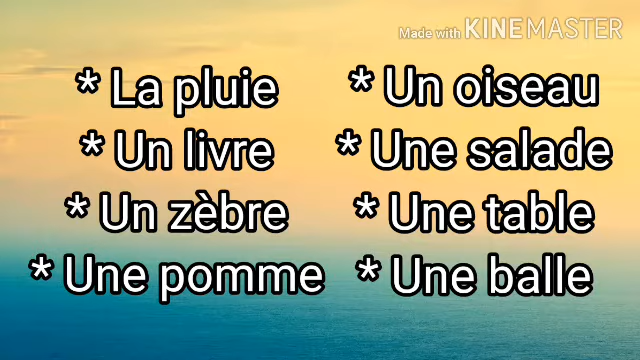 Made with KINEMASTER
* La pluie
* Un livre
* Un zèbre
* Une pomme
* Un oiseau
* Une salade
* Une table
* Une balle